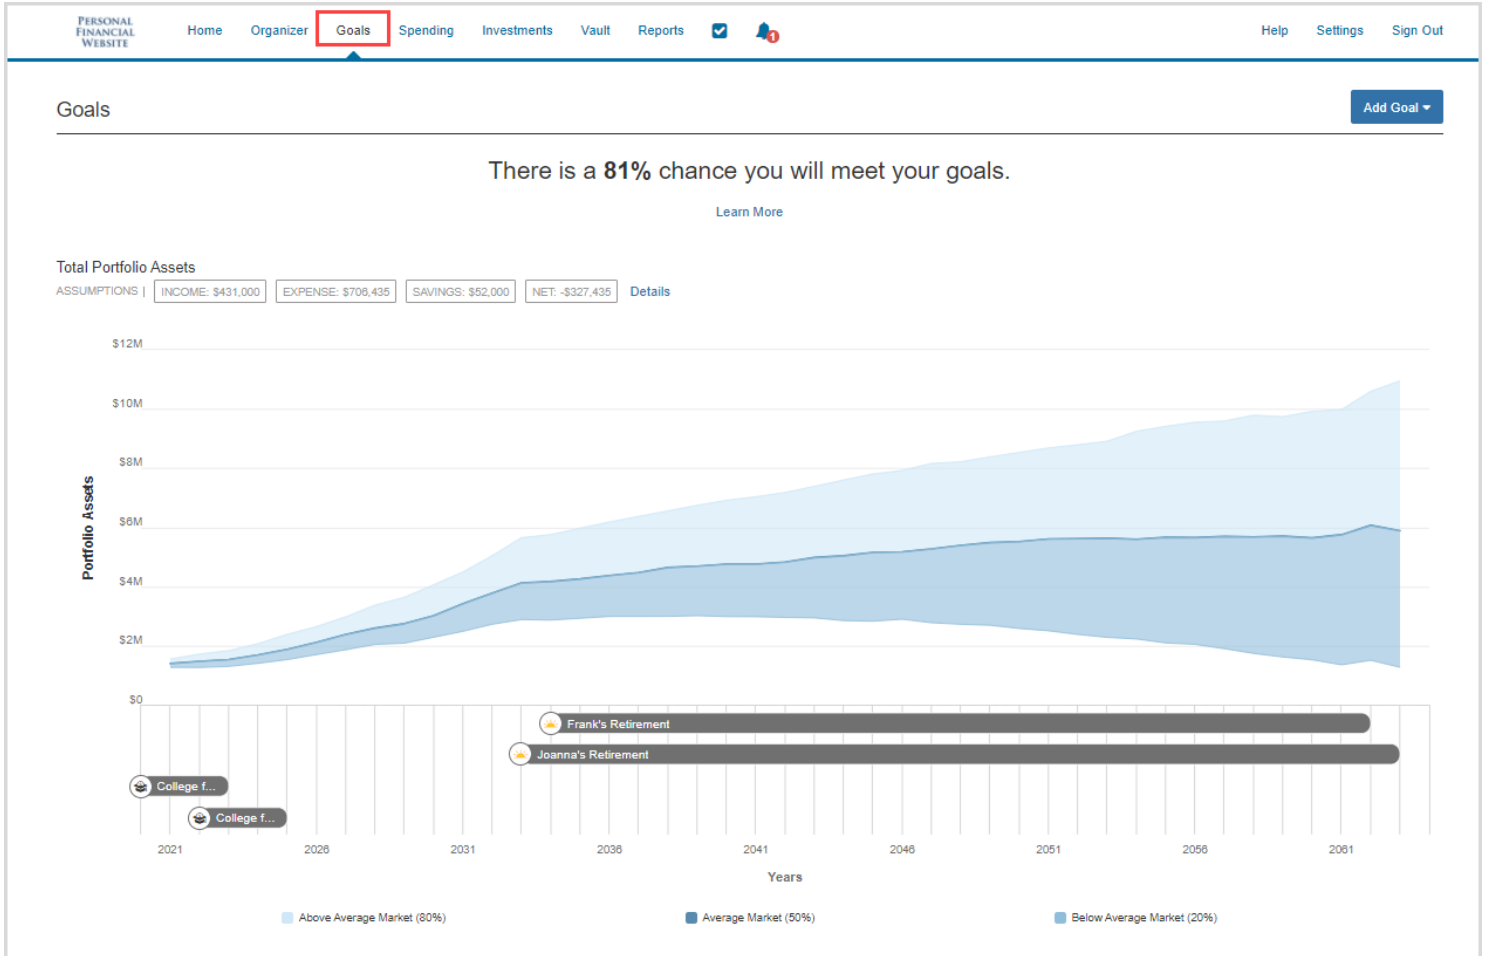 PERSONAL
FINANCIAL
WEBSITE
Home Organizer Goals Spending Investments Vault Reports 1 Help Settings Sign Out
Goals
Add Goal
There is a 81% chance you will meet your goals.
Learn More
Total Portfolio Assets
ASSUMPTIONS | INCOME: $431,000 EXPENSE: $706,435 SAVINGS: $52,000 NET: -$327,435 Details
$12M
$10M
$8M
$6M
$4M
$2M
$0
Portfolio Assets
Frank's Retirement
Joanna's Retirement
College f...
College f...
2021 2026 2031 2036 2041 2046 2051 2056 2061
Years
Above Average Market (80%) Average Market (50%) Below Average Market (20%)